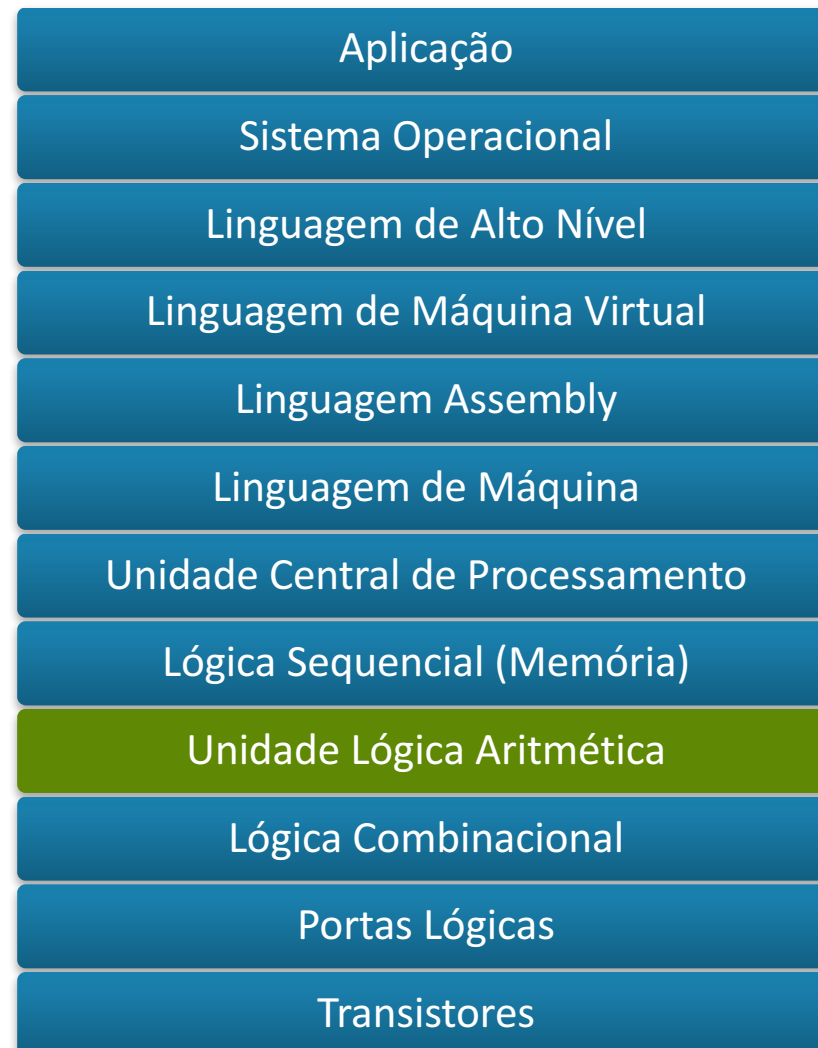 Aplicação
Sistema Operacional
Linguagem de Alto Nível
Linguagem de Máquina Virtual
Linguagem Assembly
Linguagem de Máquina
Unidade Central de Processamento
Lógica Sequencial (Memória)
Unidade Lógica Aritmética
Lógica Combinacional
Portas Lógicas
Transistores